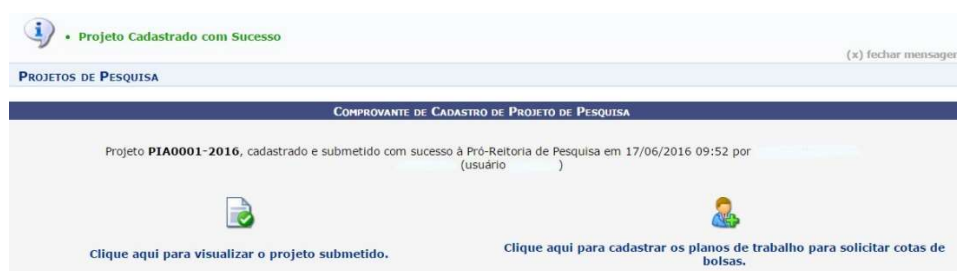 • Projeto Cadastrado com Sucesso
(x) fechar mensager
PROJETOS DE PESQUISA
COMPROVANTE DE CADASTRO DE PROJETO DE PESQUISA
Projeto PIA0001-2016, cadastrado e submetido com sucesso à Pró-Reitoria de Pesquisa em 17/06/2016 09:52 por
(usuário )
Clique aqui para visualizar o projeto submetido.
Clique aqui para cadastrar os planos de trabalho para solicitar cotas de
bolsas.